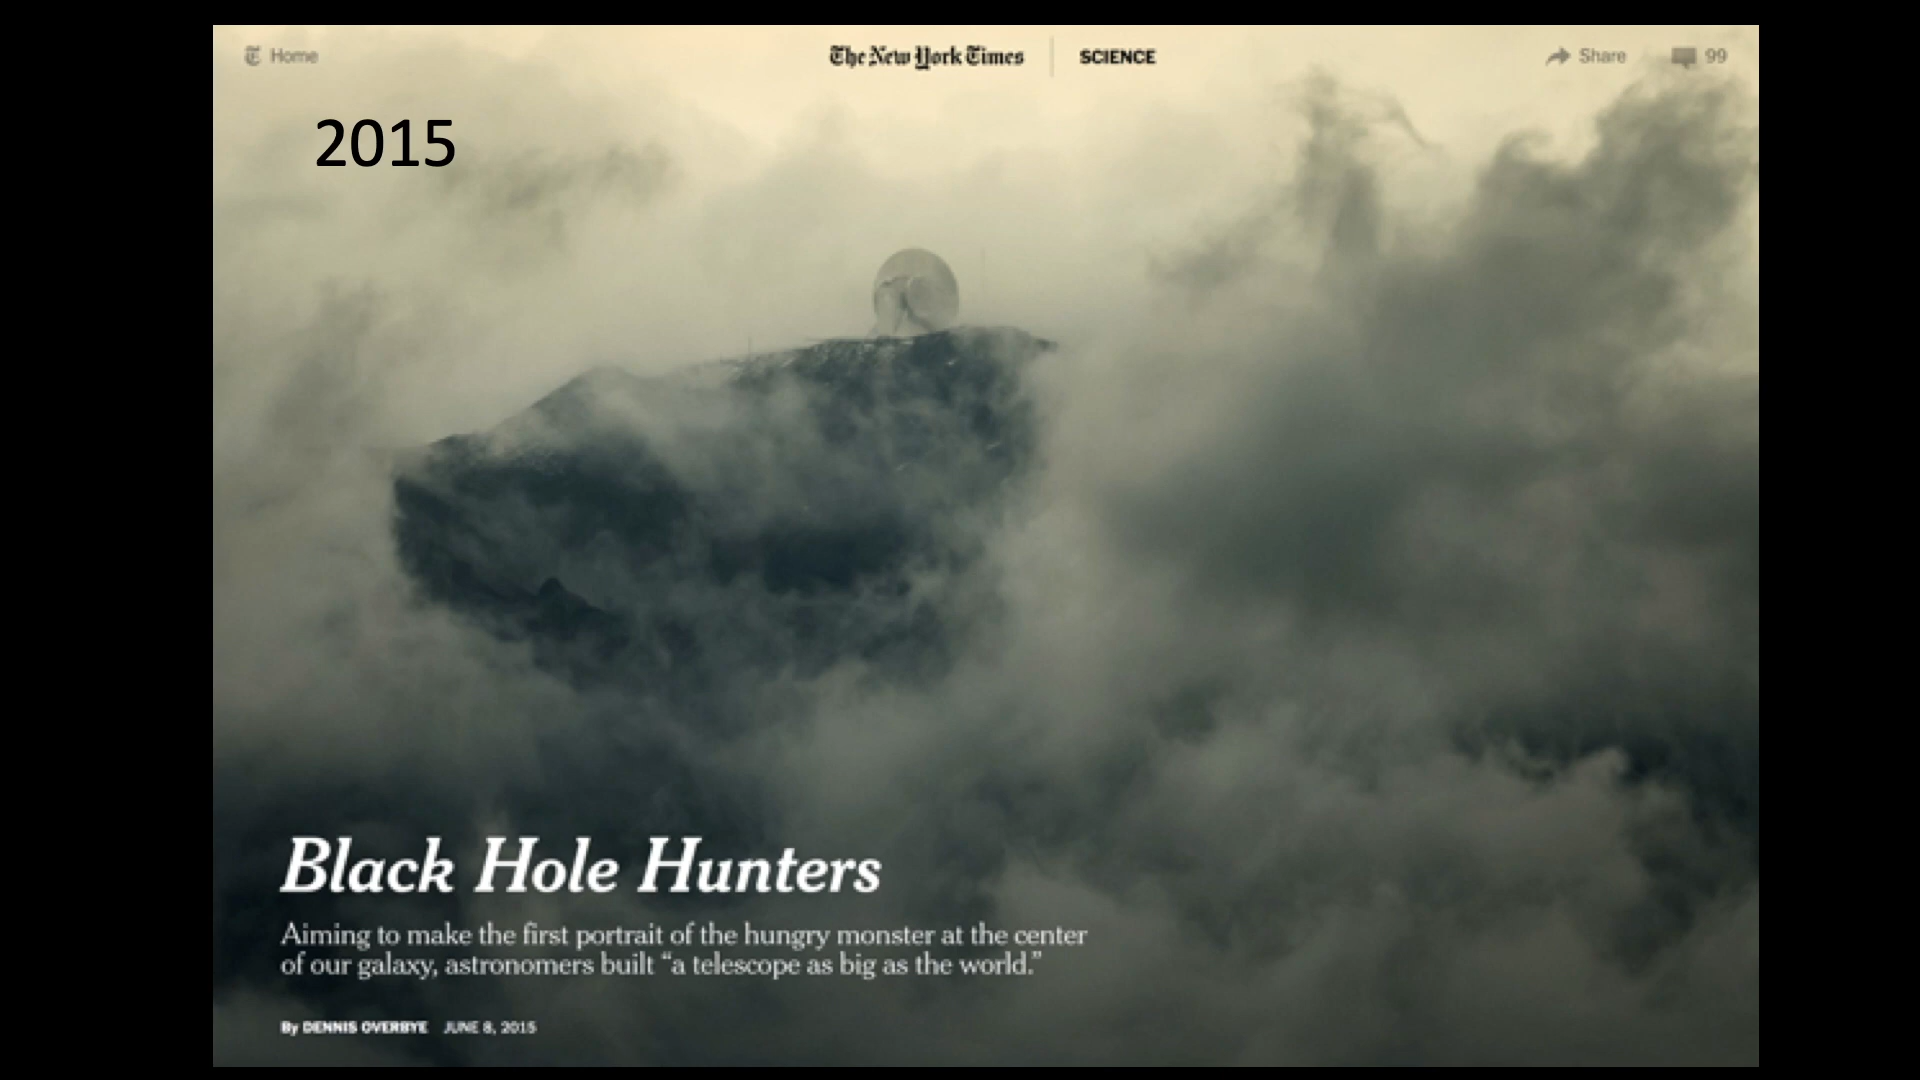 Home
The New York Times
SCIENCE
Share
99
2015
Black Hole Hunters
Aiming to make the first portrait of the hungry monster at the center
of our galaxy, astronomers built “a telescope as big as the world.”
By DENNIS OVERBYE JUNE 8, 2015